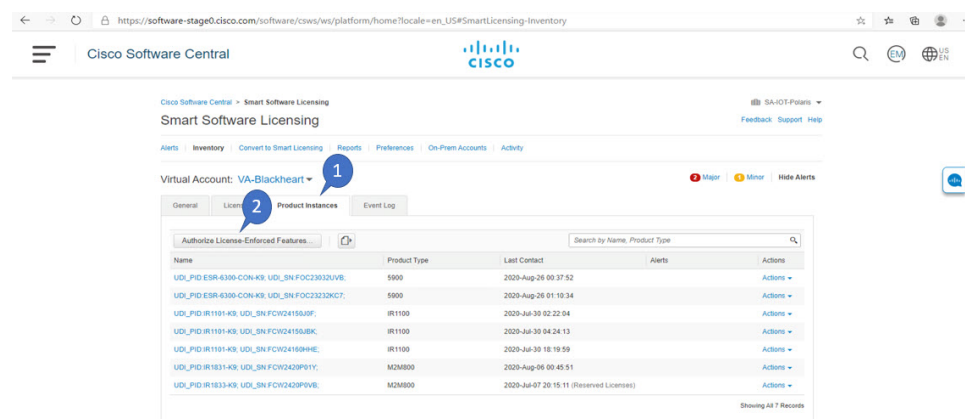 https://software-stage0.cisco.com/software/csws/ws/platform/home?locale=en_US#SmartLicensing-Inventory
Cisco Software Central
CISCO
EM
US
EN
Cisco Software Central > Smart Software Licensing
SA-IOT-Polaris
Smart Software Licensing
Feedback Support Help
Alerts | Inventory | Convert to Smart Licensing | Reports | Preferences | On-Prem Accounts | Activity
1
Virtual Account: VA-Blackheart
2 Major
Minor
Hide Alerts
General
2
Product Instances
Event Log
Authorize License-Enforced Features...
Search by Name, Product Type
Name Product Type Last Contact Alerts Actions
UDI_PID:ESR-6300-CON-K9; UDI_SN:FOC23032UVB; 5900 2020-Aug-26 00:37:52 Actions
UDI_PID:ESR-6300-CON-K9; UDI_SN:FOC23232KC7; 5900 2020-Aug-26 01:10:34 Actions
UDI_PID:IR1101-K9; UDI_SN:FCW24150J0F; IR1100 2020-Jul-30 02:22:04 Actions
UDI_PID:IR1101-K9; UDI_SN:FCW24150JBK; IR1100 2020-Jul-30 04:24:13 Actions
UDI_PID:IR1101-K9; UDI_SN:FCW24160HHE; IR1100 2020-Jul-30 18:19:59 Actions
UDI_PID:IR1831-K9; UDI_SN:FCW2420P01Y; M2M800 2020-Aug-06 00:45:51 Actions
UDI_PID:IR1833-K9; UDI_SN:FCW2420P0VB; M2M800 2020-Jul-07 20:15:11 (Reserved Licenses) Actions
Showing All 7 Records